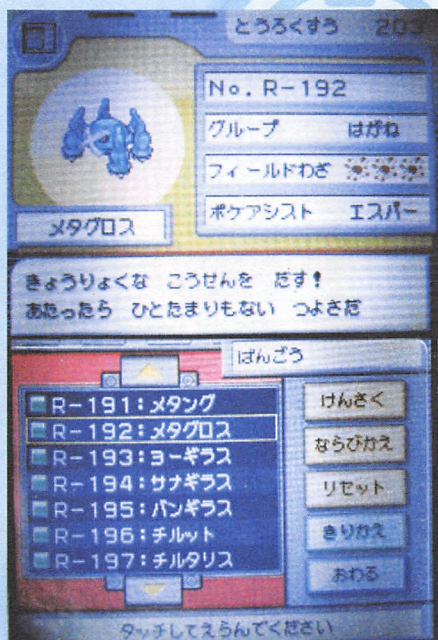 とうろくすう 203
No. R-192
グループ はがね
フィールドわざ
ポケアシスト エスパー
メタグロス
きょうりょくな こうせんを だす!
あたったら ひとたまりもない つよさだ
ばんごう
R-191:メタング
R-192:メタグロス
R-193:ヨーギラス
R-194:サナギラス
R-195:バンギラス
R-196:チルット
R-197:チルタリス
けんさく
ならびかえ
リセット
きりかえ
おわる
タッチしてえらんでください